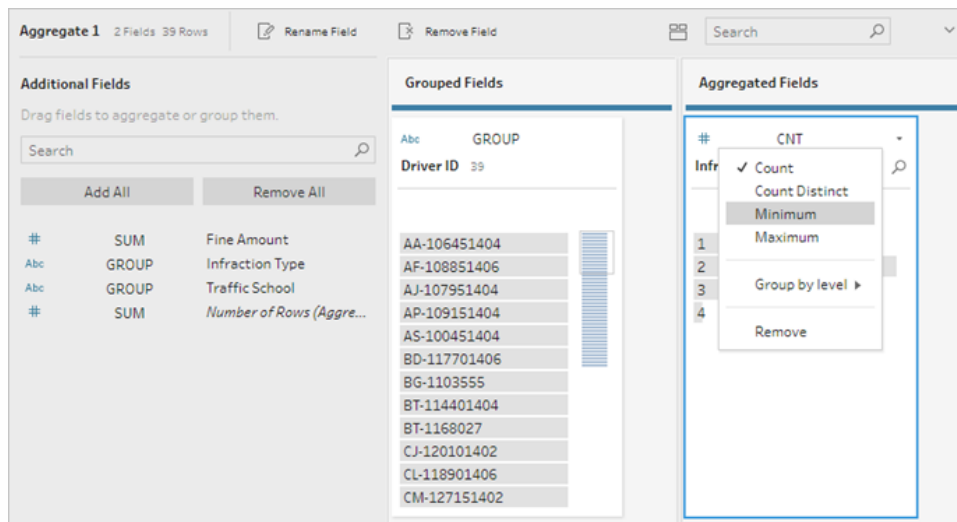 Aggregate 1 2 Fields 39 Rows Rename Field Remove Field Search
Additional Fields
Drag fields to aggregate or group them.
Search
Add All Remove All
# SUM Fine Amount
Abc GROUP Infraction Type
Abc GROUP Traffic School
# SUM Number of Rows (Aggre...
Grouped Fields
Abc GROUP
Driver ID 39
AA-106451404
AF-108851406
AJ-107951404
AP-109151404
AS-100451404
BD-117701406
BG-1103555
BT-114401404
BT-1168027
CJ-120101402
CL-118901406
CM-127151402
Aggregated Fields
# CNT
Infr
1
2
3
4
✓ Count
Count Distinct
Minimum
Maximum
Group by level
Remove